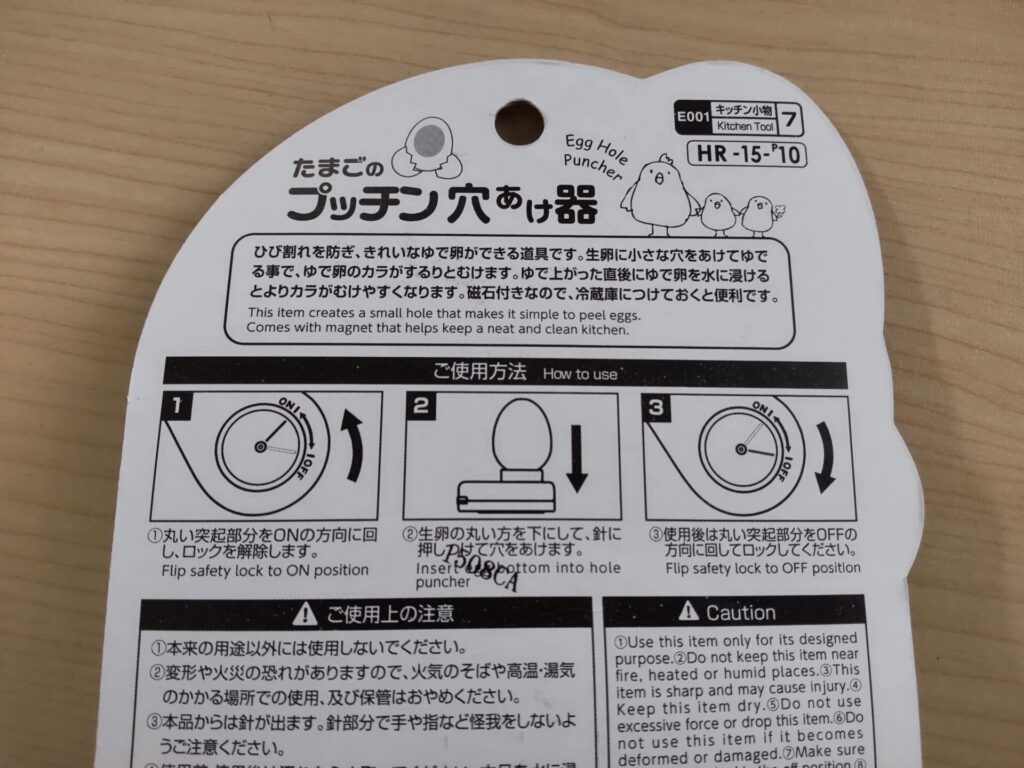 E001
キッチン小物
Kitchen Tool
7
HR -15-P10
Egg Hole
Puncher
たまごの
プッチン穴あけ器
ひび割れを防ぎ、きれいなゆで卵ができる道具です。生卵に小さな穴をあけてゆで
る事で、ゆで卵のカラがするりとむけます。ゆで上がった直後にゆで卵を水に浸ける
とよりカラがむけやすくなります。磁石付きなので、冷蔵庫につけておくと便利です。
This item creates a small hole that makes it simple to peel eggs.
Comes with magnet that helps keep a neat and clean kitchen.
ご使用方法 How to use
1
ON!
!OFF
2
3
ON!
!OFF
①丸い突起部分をONの方向に回
し、ロックを解除します。
Flip safety lock to ON position
②生卵の丸い方を下にして、針に
押しつけて穴をあけます。
Insert egg bottom into hole
puncher
P508CA
③使用後は丸い突起部分をOFFの
方向に回してロックしてください。
Flip safety lock to OFF position
ご使用上の注意
①本来の用途以外には使用しないでください。
②変形や火災の恐れがありますので、火気のそばや高温・湯気
のかかる場所での使用、及び保管はおやめください。
③本品からは針が出ます。針部分で手や指など怪我をしないよ
うご注意ください。
Caution
①Use this item only for its designed
purpose.②Do not keep this item near
fire, heated or humid places.③This
item is sharp and may cause injury.④
Keep this item dry.⑤Do not use
excessive force or drop this item.⑥Do
not use this item if it becomes
deformed or damaged.⑦Make sure
the off position.⑧